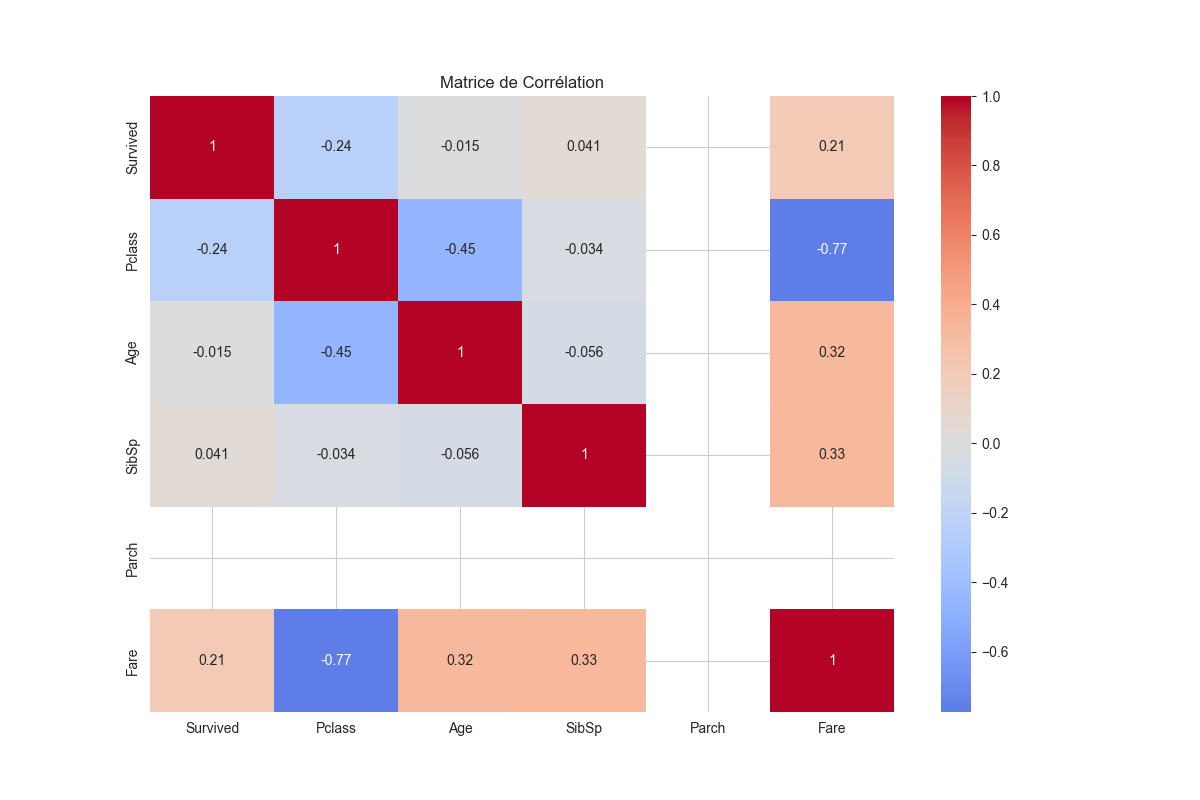 Matrice de Corrélation
Survived 1 -0.24 -0.015 0.041 0.21
Pclass -0.24 1 -0.45 -0.034 -0.77
Age -0.015 -0.45 1 -0.056 0.32
SibSp 0.041 -0.034 -0.056 1 0.33
Parch
Fare 0.21 -0.77 0.32 0.33 1
Survived Pclass Age SibSp Parch Fare
1.0
0.8
0.6
0.4
0.2
0.0
−0.2
−0.4
−0.6